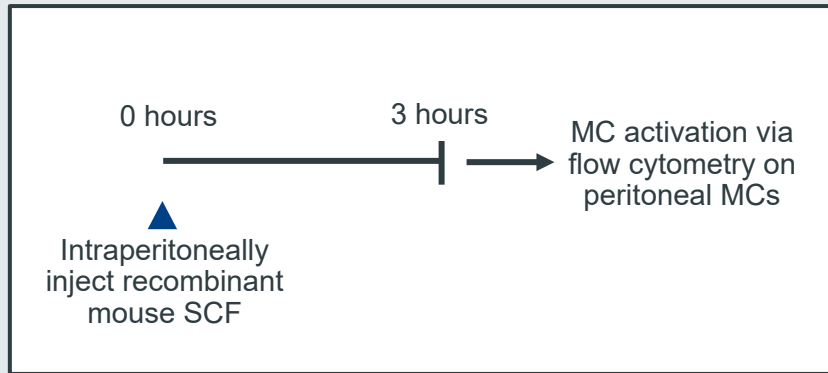 0 hours
3 hours
MC activation via
flow cytometry on
peritoneal MCs
Intraperitoneally
inject recombinant
mouse SCF